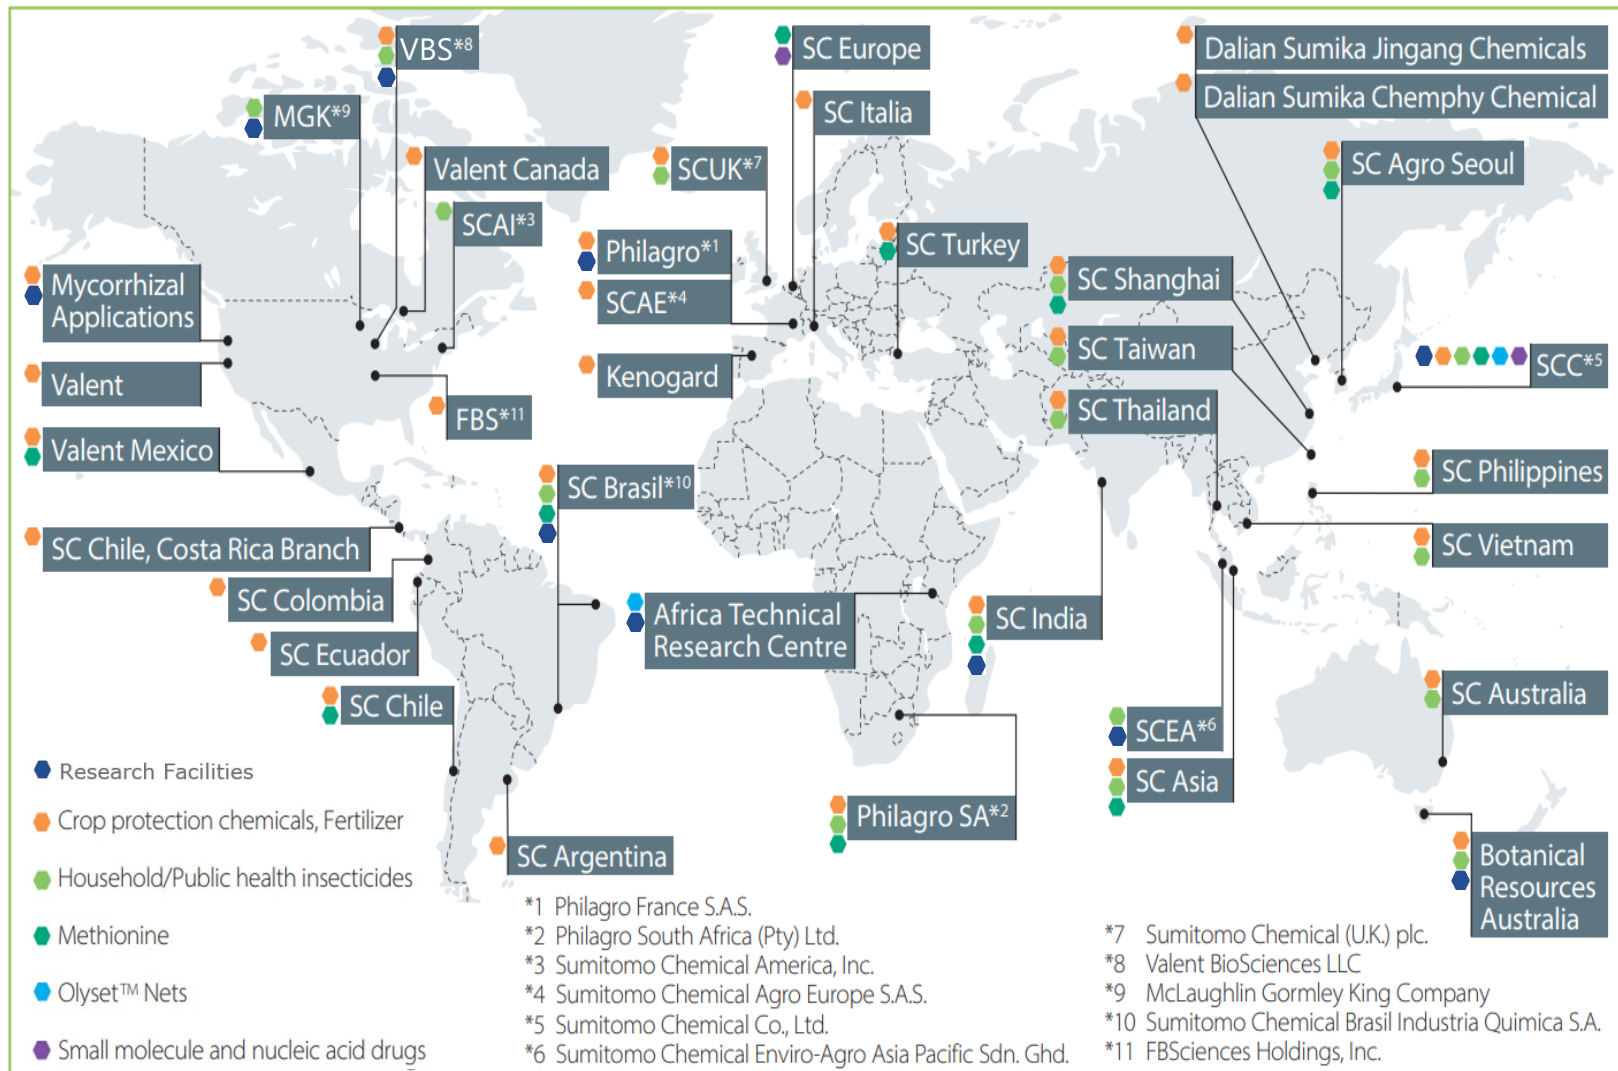 VBS*8
SC Europe
Dalian Sumika Jingang Chemicals
Dalian Sumika Chemphy Chemical
MGK*9
SC Italia
Valent Canada
SCUK*7
SC Agro Seoul
SCAI*3
Philagro*1
SC Turkey
SC Shanghai
Mycorrhizal
Applications
SCAE*4
SC Taiwan
SCC*5
Valent
Kenogard
FBS*11
SC Thailand
Valent Mexico
SC Brasil*10
SC Philippines
SC Chile, Costa Rica Branch
SC Vietnam
SC Colombia
Africa Technical
Research Centre
SC India
SC Ecuador
SC Chile
SC Australia
SCEA*6
SC Asia
Philagro SA*2
SC Argentina
Botanical
Resources
Australia
Research Facilities
Crop protection chemicals, Fertilizer
Household/Public health insecticides
Methionine
Olyset™ Nets
Small molecule and nucleic acid drugs
*1 Philagro France S.A.S.
*2 Philagro South Africa (Pty) Ltd.
*3 Sumitomo Chemical America, Inc.
*4 Sumitomo Chemical Agro Europe S.A.S.
*5 Sumitomo Chemical Co., Ltd.
*6 Sumitomo Chemical Enviro-Agro Asia Pacific Sdn. Ghd.
*7 Sumitomo Chemical (U.K.) plc.
*8 Valent BioSciences LLC
*9 McLaughlin Gormley King Company
*10 Sumitomo Chemical Brasil Industria Quimica S.A.
*11 FBSciences Holdings, Inc.